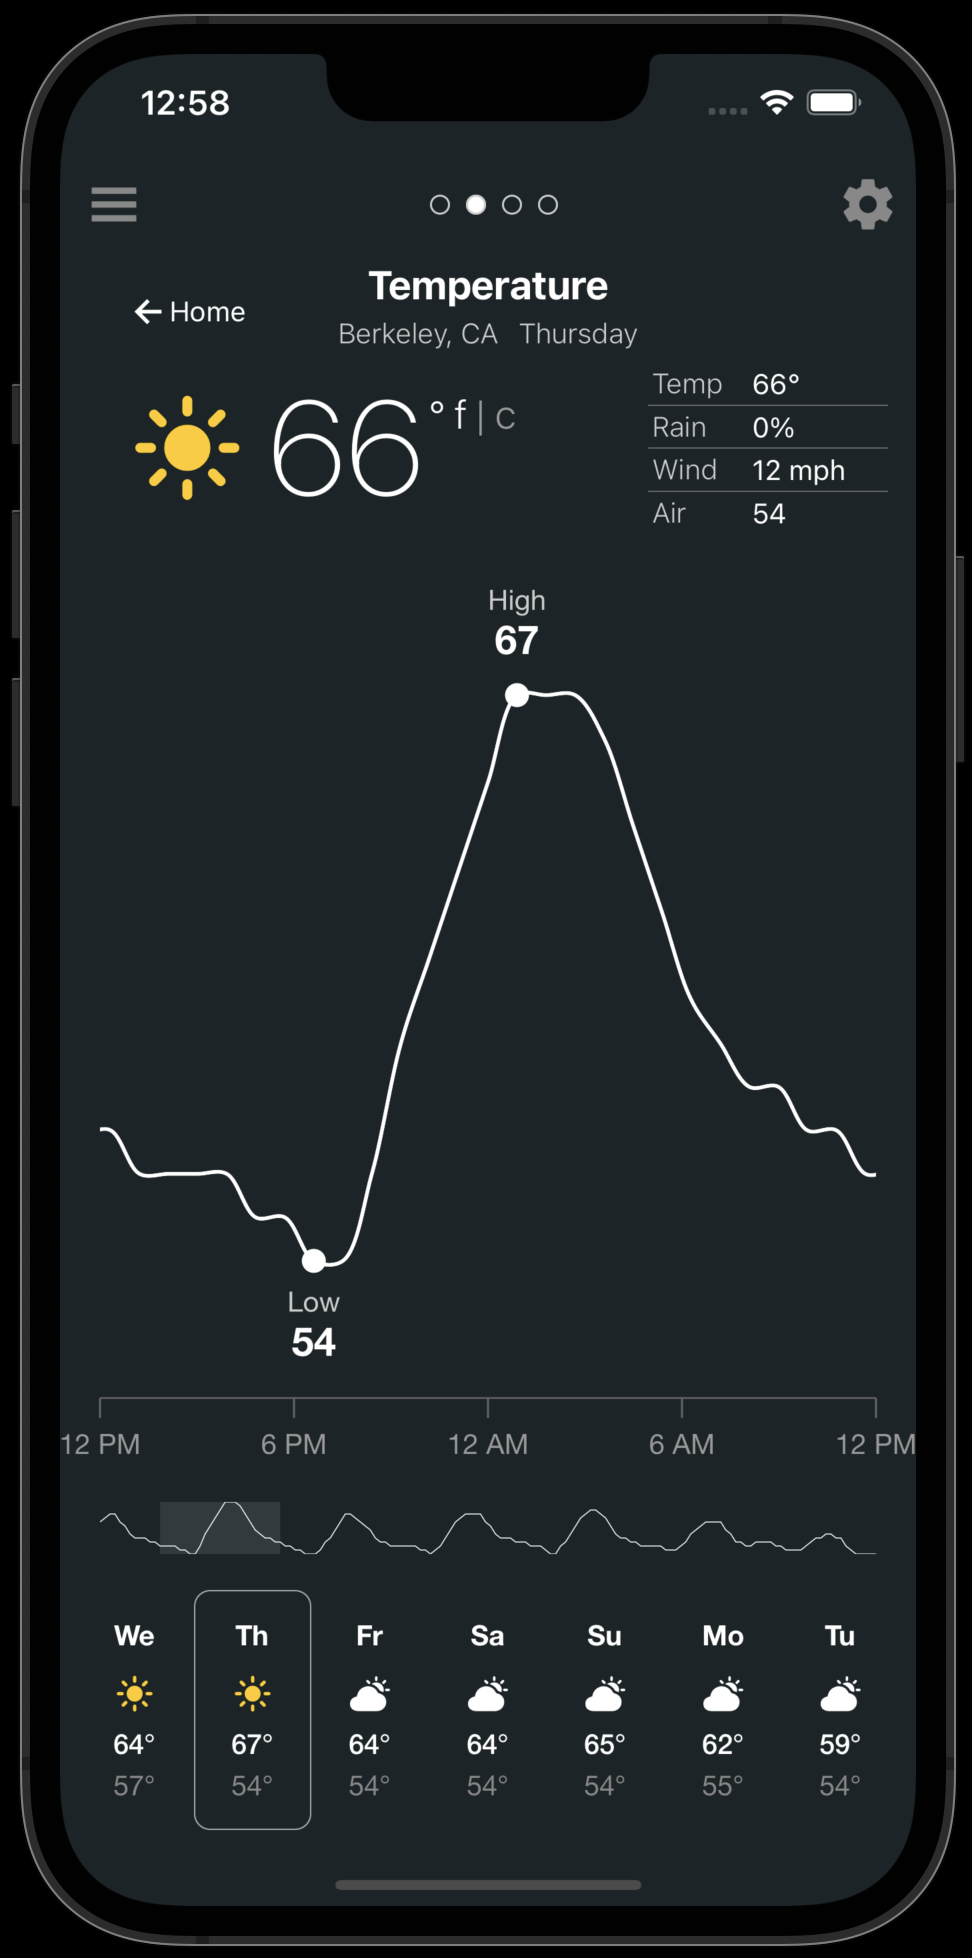 12:58
Temperature
← Home
Berkeley, CA Thursday
66° f | c
Temp 66°
Rain 0%
Wind 12 mph
Air 54
High
67
Low
54
12 PM 6 PM 12 AM 6 AM 12 PM
We Th Fr Sa Su Mo Tu
64° 67° 64° 64° 65° 62° 59°
57° 54° 54° 54° 54° 55° 54°